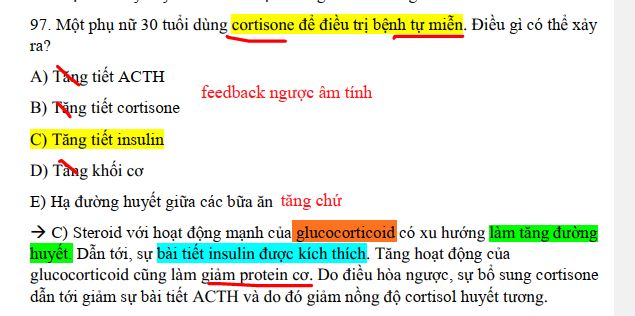 97. Một phụ nữ 30 tuổi dùng cortisone để điều trị bệnh tự miễn. Điều gì có thể xảy
ra?
A) Tăng tiết ACTH
feedback ngược âm tính
B) Tăng tiết cortisone
C) Tăng tiết insulin
D) Tăng khối cơ
E) Hạ đường huyết giữa các bữa ăn tăng chứ
→ C) Steroid với hoạt động mạnh của glucocorticoid có xu hướng làm tăng đường
huyết. Dẫn tới, sự bài tiết insulin được kích thích. Tăng hoạt động của
glucocorticoid cũng làm giảm protein cơ. Do điều hòa ngược, sự bổ sung cortisone
dẫn tới giảm sự bài tiết ACTH và do đó giảm nồng độ cortisol huyết tương.